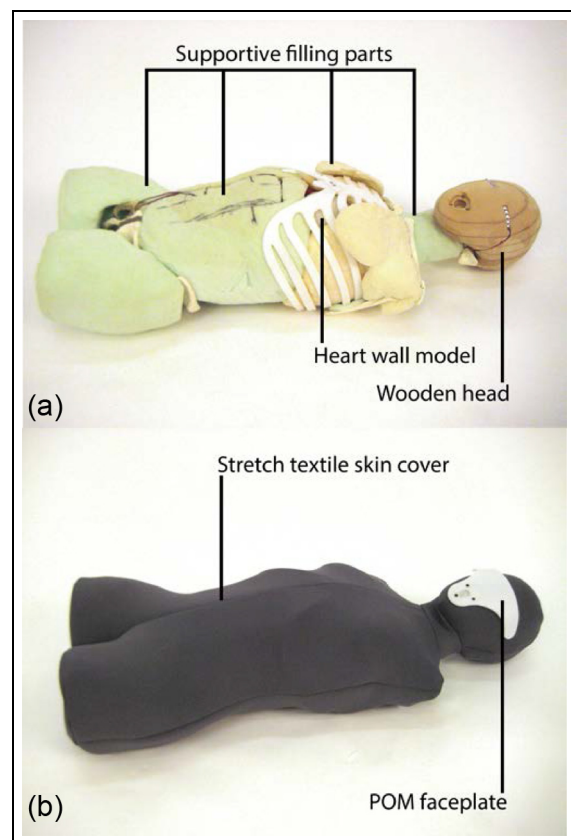 Supportive filling parts
Heart wall model
Wooden head
(a)
Stretch textile skin cover
POM faceplate
(b)